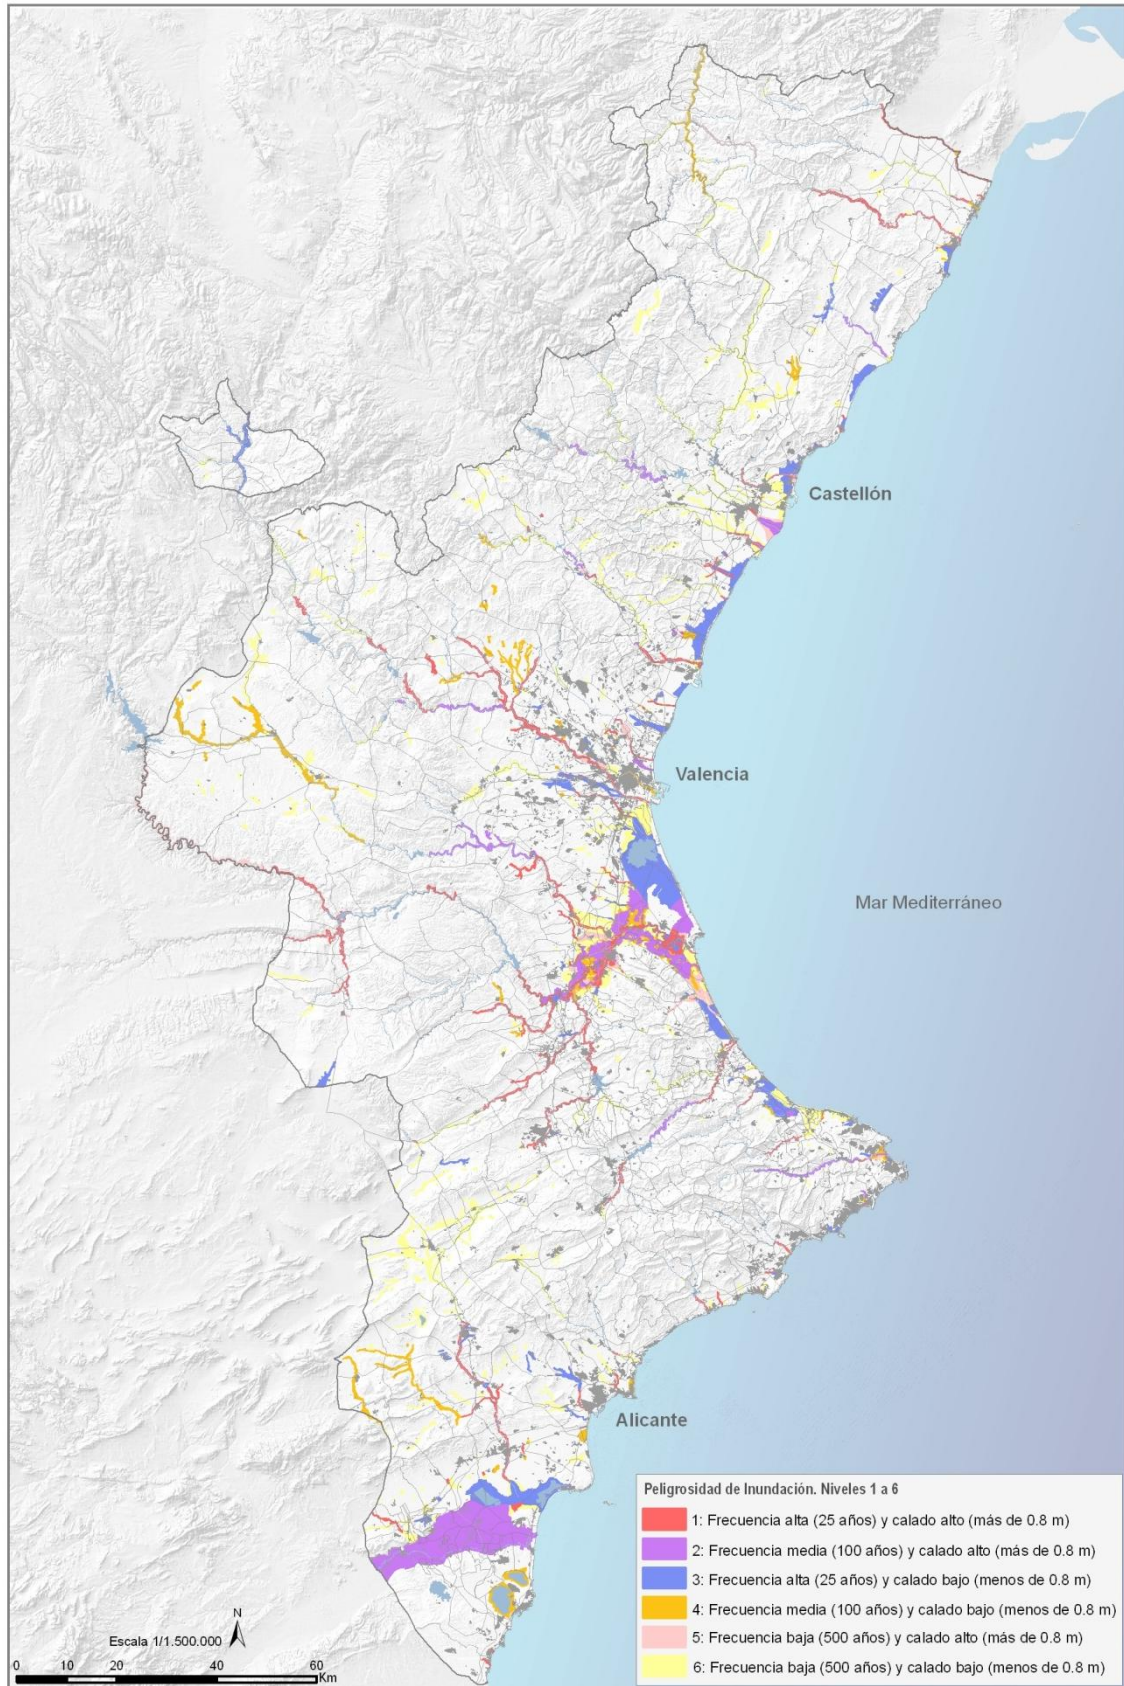 Castellón
Valencia
Mar Mediterráneo
Alicante
Peligrosidad de Inundación. Niveles 1 a 6
1: Frecuencia alta (25 años) y calado alto (más de 0.8 m)
2: Frecuencia media (100 años) y calado alto (más de 0.8 m)
3: Frecuencia alta (25 años) y calado bajo (menos de 0.8 m)
4: Frecuencia media (100 años) y calado bajo (menos de 0.8 m)
5: Frecuencia baja (500 años) y calado alto (más de 0.8 m)
6: Frecuencia baja (500 años) y calado bajo (menos de 0.8 m)
N
Escala 1/1.500.000
0 10 20 40 60 Km